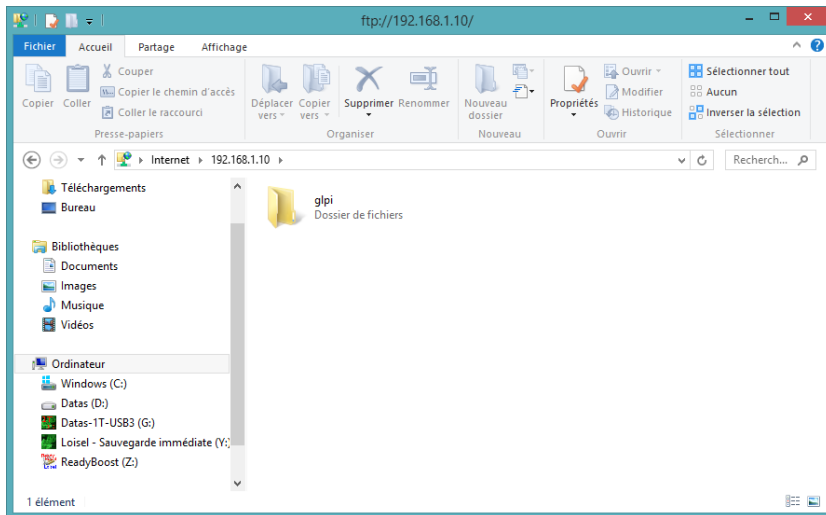 ftp://192.168.1.10/
Fichier Accueil Partage Affichage
Copier
Coller
Couper
Copier le chemin d'accès
Coller le raccourci
Presse-papiers
Déplacer vers
Copier vers
Supprimer
Renommer
Organiser
Nouveau dossier
Nouveau
Propriétés
Ouvrir
Modifier
Historique
Ouvrir
Sélectionner tout
Aucun
Inverser la sélection
Sélectionner
Internet 192.168.1.10
Recherch...
Téléchargements
Bureau
Bibliothèques
Documents
Images
Musique
Vidéos
Ordinateur
Windows (C:)
Datas (D:)
Datas-1T-USB3 (G:)
Loisel - Sauvegarde immédiate (Y:)
ReadyBoost (Z:)
glpi
Dossier de fichiers
1 élément